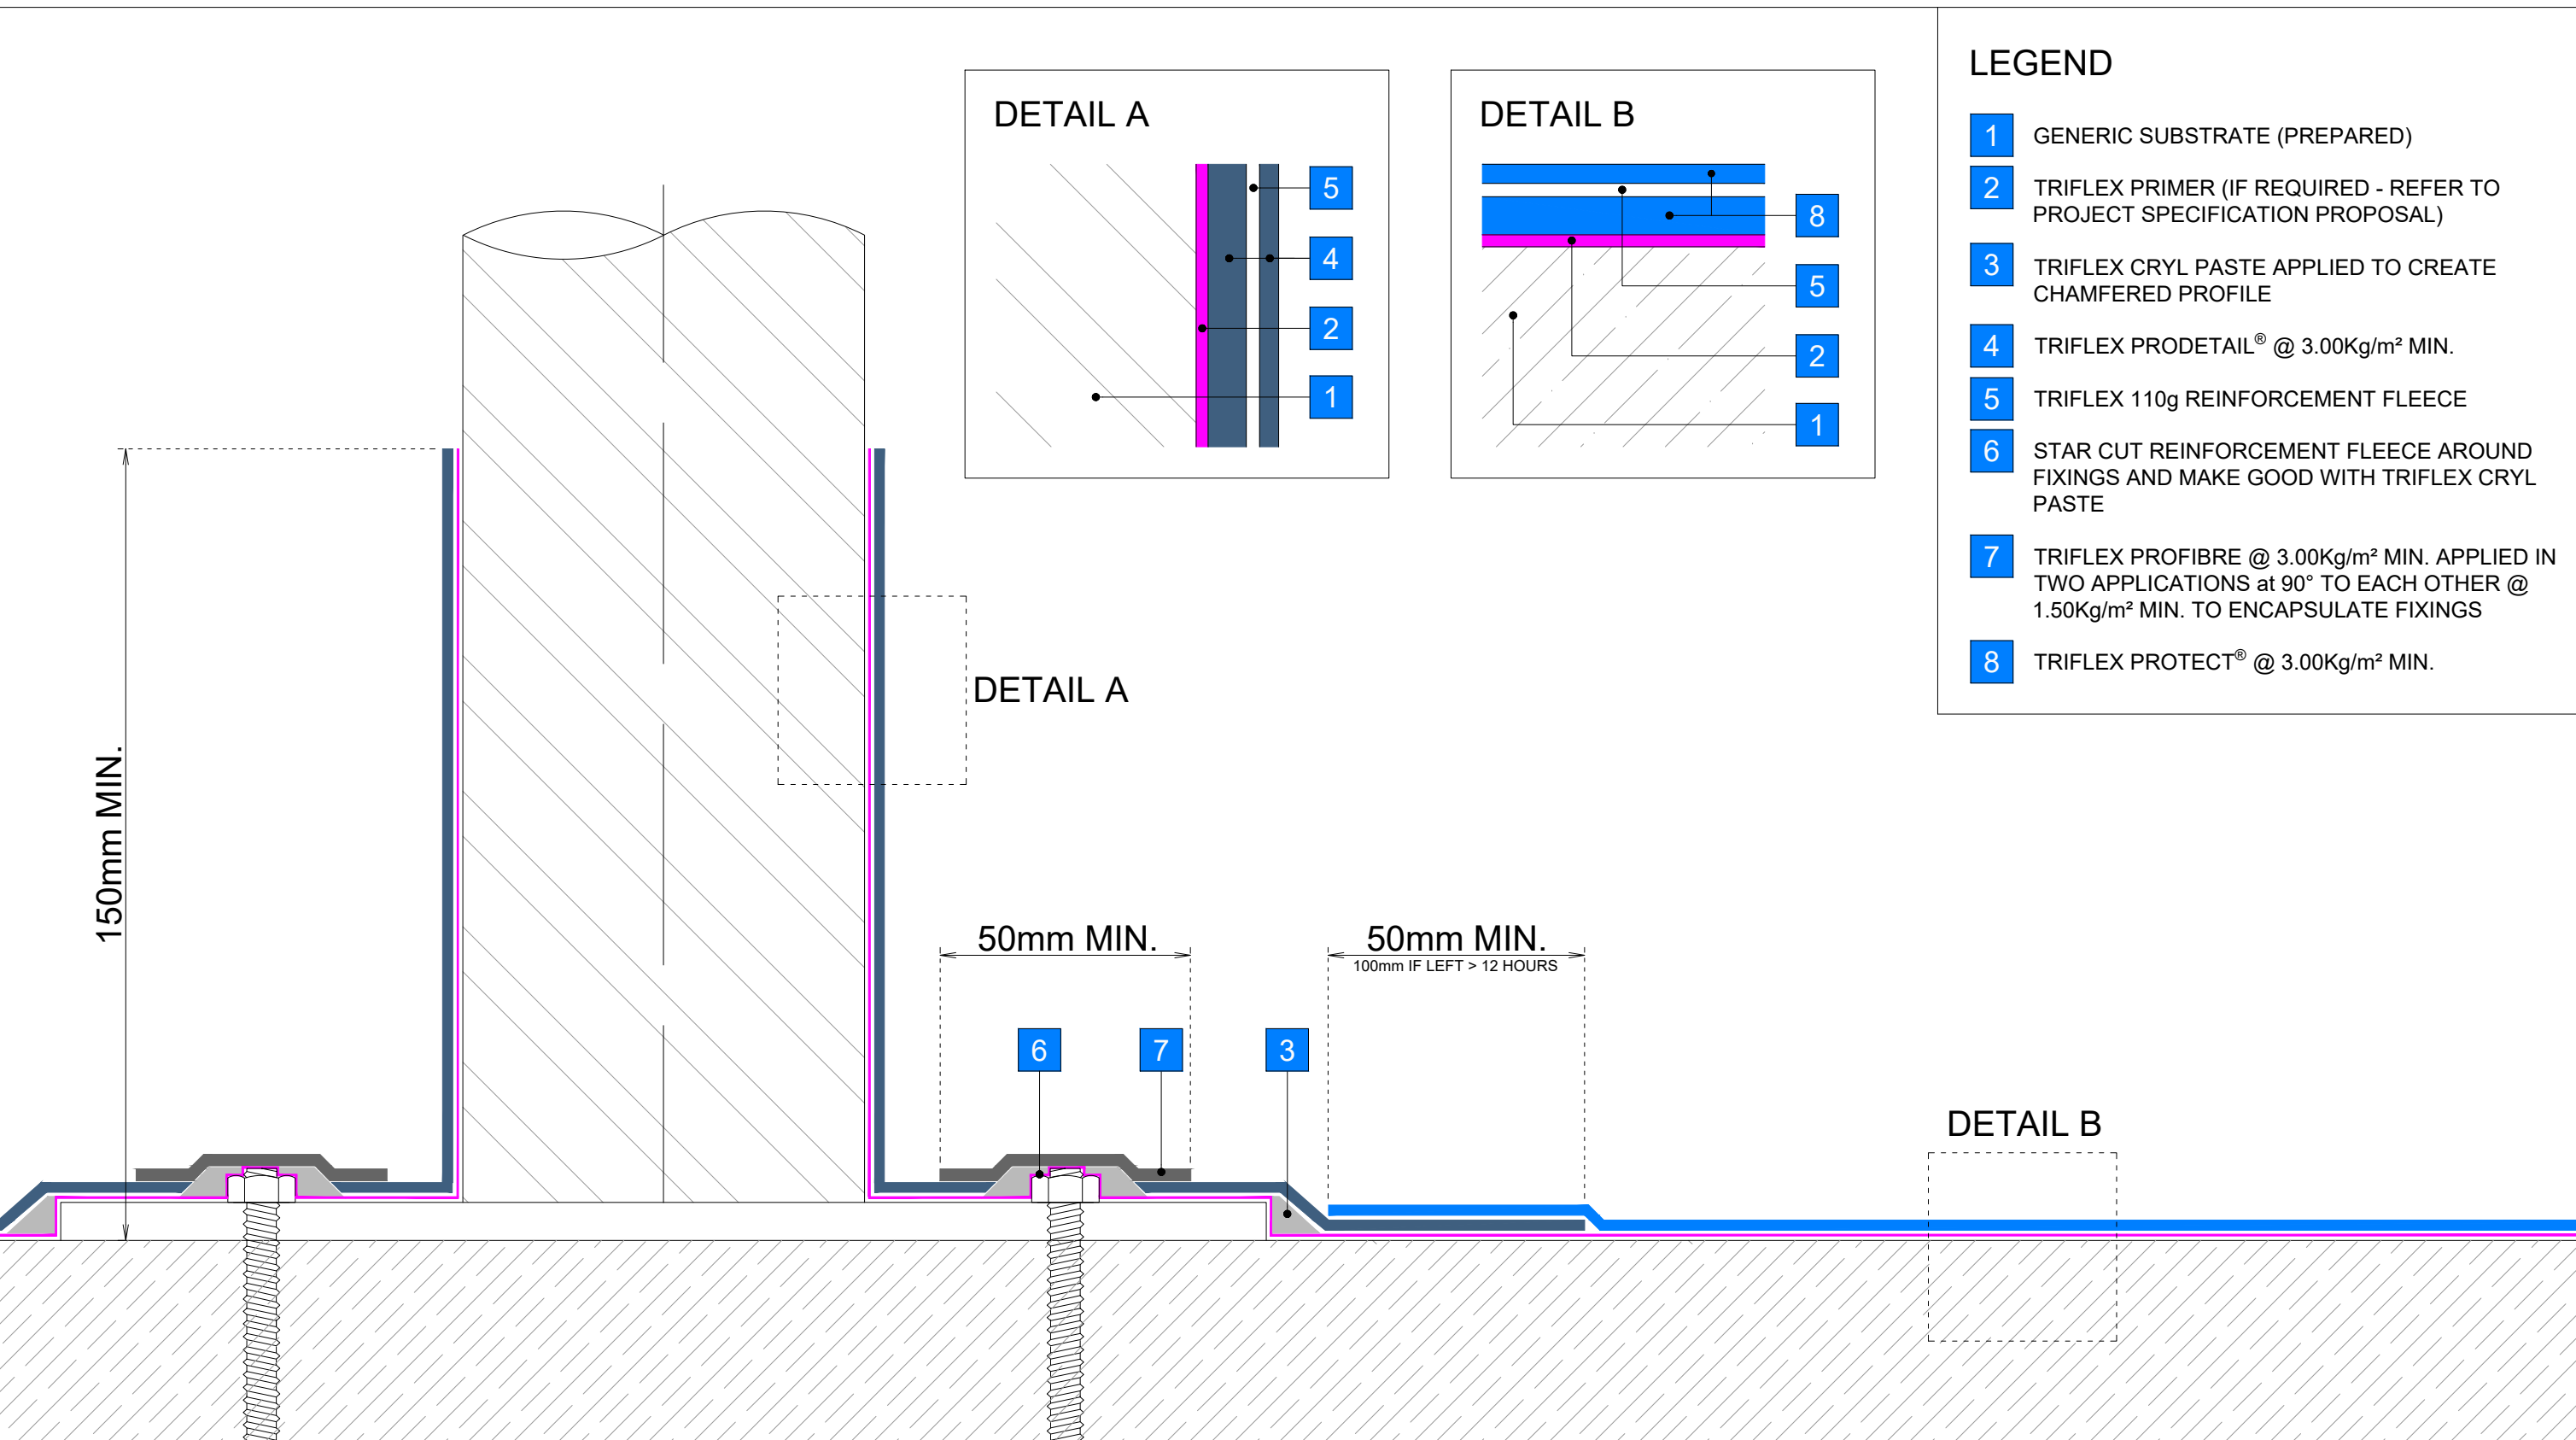 DETAIL A
5
4
2
1
DETAIL B
8
5
2
1
LEGEND
1 GENERIC SUBSTRATE (PREPARED)
2 TRIFLEX PRIMER (IF REQUIRED - REFER TO
PROJECT SPECIFICATION PROPOSAL)
3 TRIFLEX CRYL PASTE APPLIED TO CREATE
CHAMFERED PROFILE
4 TRIFLEX PRODETAIL® @ 3.00Kg/m² MIN.
5 TRIFLEX 110g REINFORCEMENT FLEECE
6 STAR CUT REINFORCEMENT FLEECE AROUND
FIXINGS AND MAKE GOOD WITH TRIFLEX CRYL
PASTE
7 TRIFLEX PROFIBRE @ 3.00Kg/m² MIN. APPLIED IN
TWO APPLICATIONS at 90° TO EACH OTHER @
1.50Kg/m² MIN. TO ENCAPSULATE FIXINGS
8 TRIFLEX PROTECT® @ 3.00Kg/m² MIN.
150mm MIN.
DETAIL A
50mm MIN.
50mm MIN.
100mm IF LEFT > 12 HOURS
6
7
3
DETAIL B